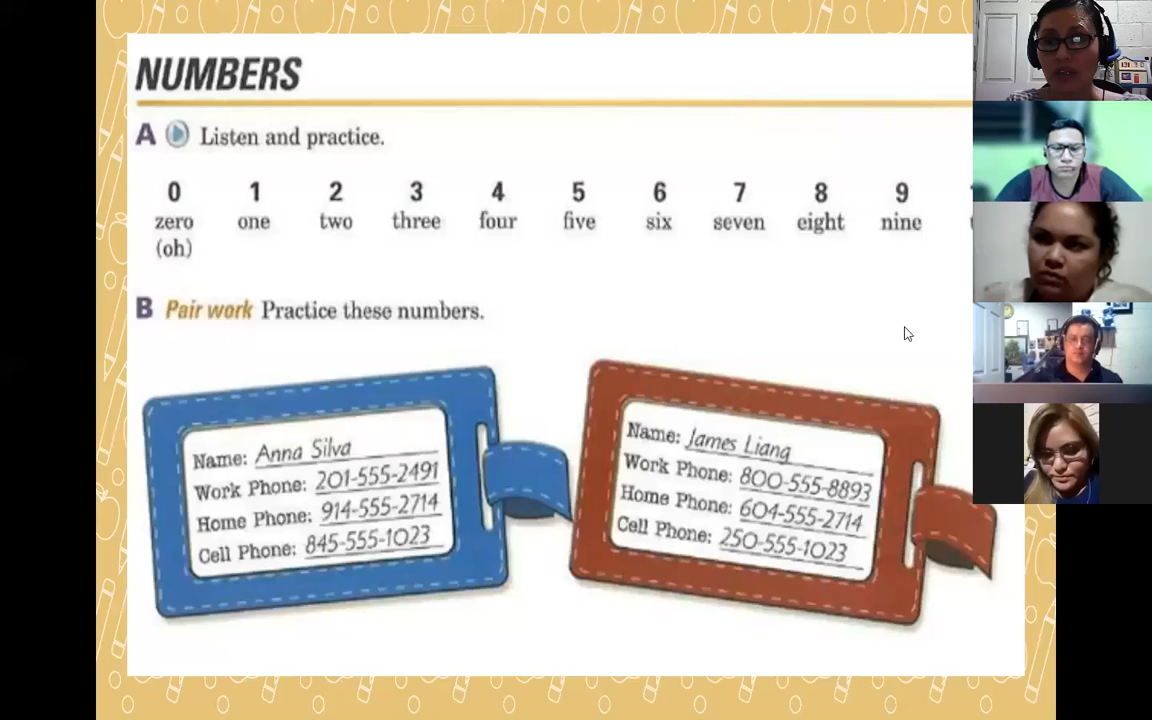 NUMBERS
A Listen and practice.
0 1 2 3 4 5 6 7 8 9
zero one two three four five six seven eight nine
(oh)
B Pair work Practice these numbers.
Name: Anna Silva
Work Phone: 201-555-2491
Home Phone: 914-555-2714
Cell Phone: 845-555-1023
Name: James Liang
Work Phone: 800-555-8893
Home Phone: 604-555-2714
Cell Phone: 250-555-1023